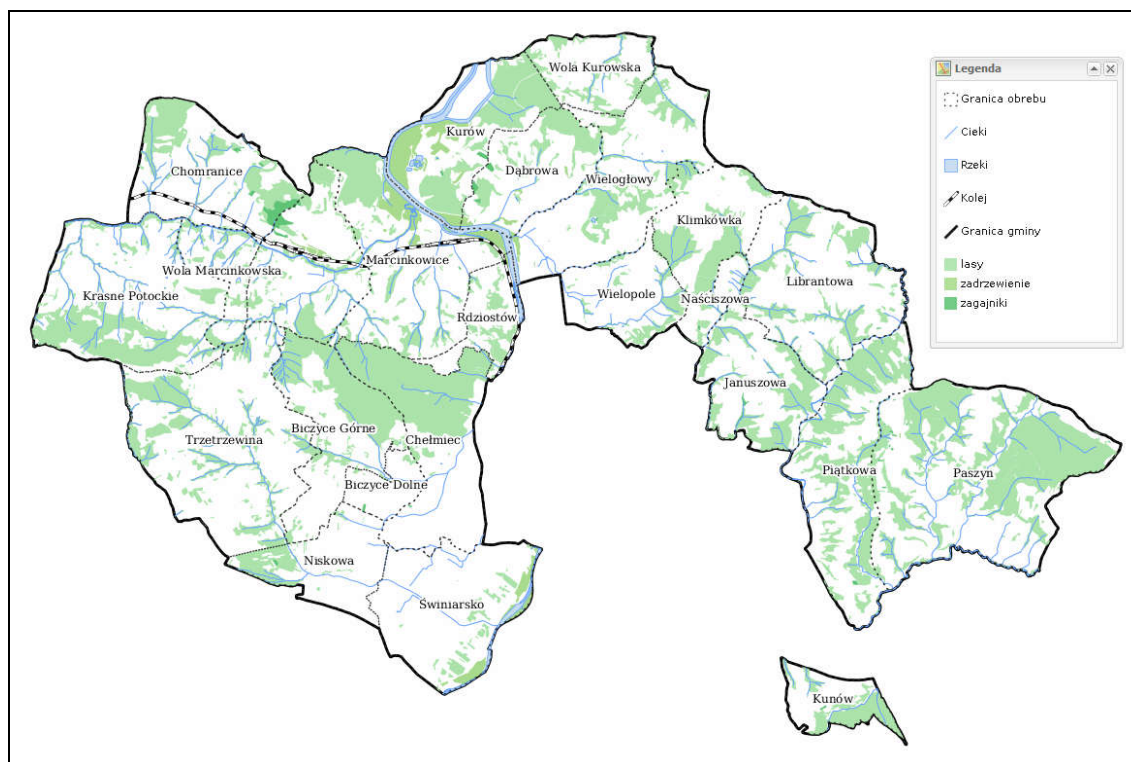 Wola Kurowska
Kurów
Chomranice
Dąbrowa
Wielogłowy
Klimkówka
Marcinkowice
Wola Marcinkowska
Librantowa
Krasne Potockie
Wielopole
Naściszowa
Rdziostów
Januszowa
Biczyce Górne
Trzetrzewina
Chełmiec
Piątkowa
Paszyn
Biczyce Dolne
Niskowa
Świniarsko
Kunów
Legenda
Granica obrebu
Cieki
Rzeki
Kolej
Granica gminy
lasy
zadrzewienie
zagajniki